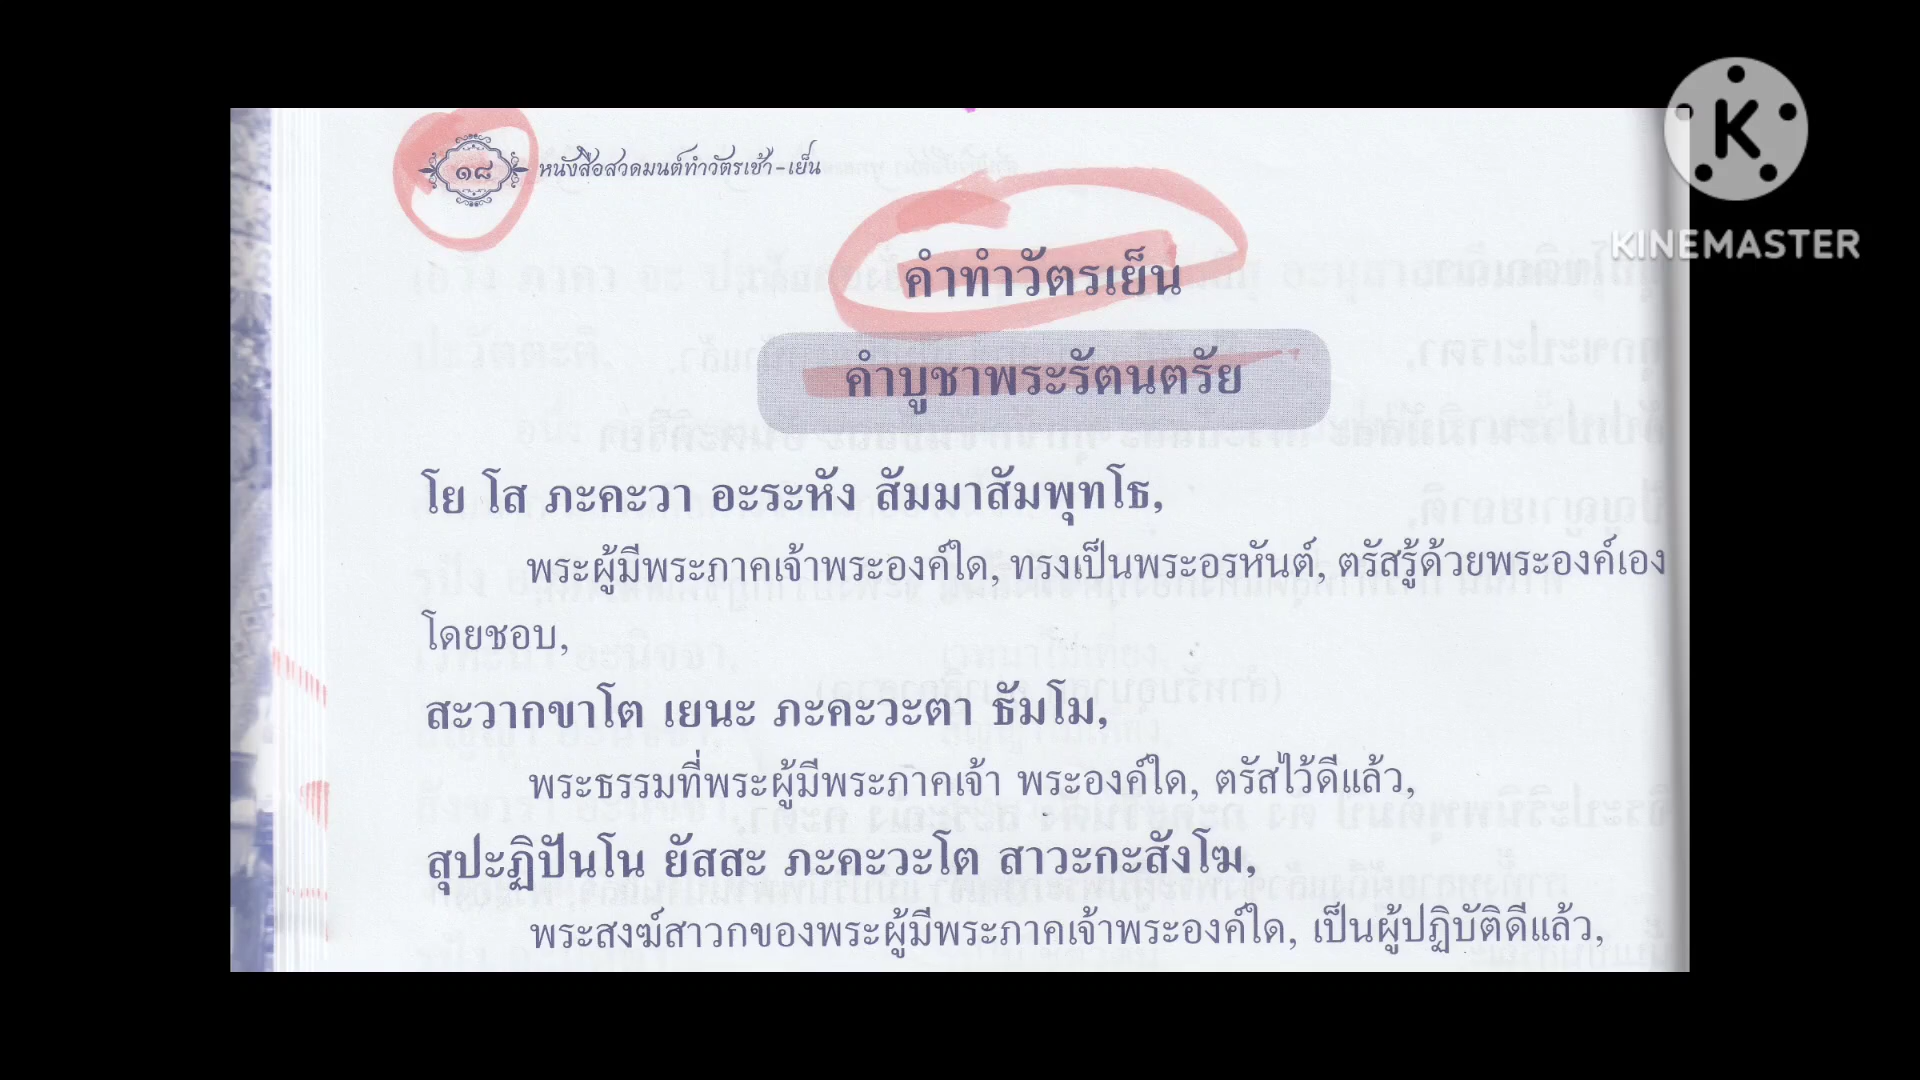 ๑๘ หนังสือสวดมนต์ทำวัตรเช้า-เย็น
K
KINEMASTER
คำทำวัตรเย็น
คำบูชาพระรัตนตรัย
โย โส ภะคะวา อะระหัง สัมมาสัมพุทโธ,
พระผู้มีพระภาคเจ้าพระองค์ใด, ทรงเป็นพระอรหันต์, ตรัสรู้ด้วยพระองค์เอง
โดยชอบ,
สะวากขาโต เยนะ ภะคะวะตา ธัมโม,
พระธรรมที่พระผู้มีพระภาคเจ้า พระองค์ใด, ตรัสไว้ดีแล้ว,
สุปะฏิปันโน ยัสสะ ภะคะวะโต สาวะกะสังโฆ,
พระสงฆ์สาวกของพระผู้มีพระภาคเจ้าพระองค์ใด, เป็นผู้ปฏิบัติดีแล้ว,